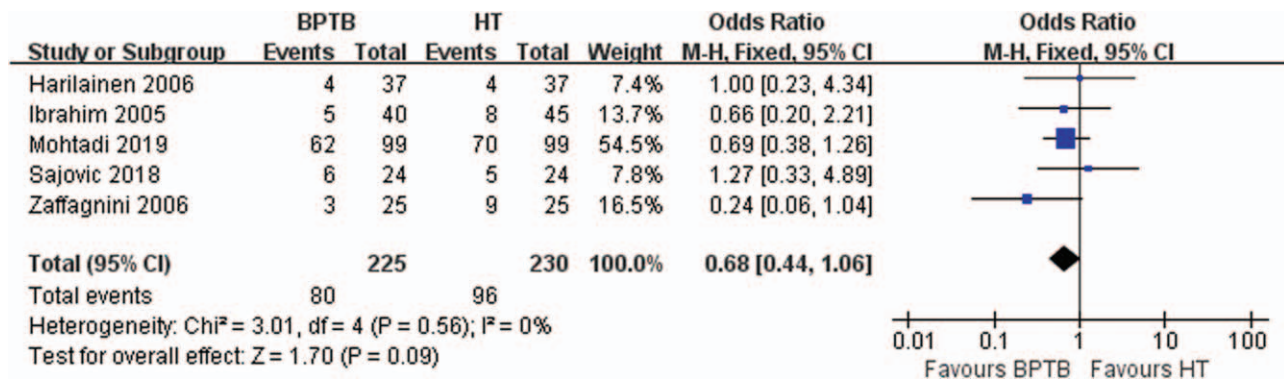 BPTB HT Odds Ratio Odds Ratio
Study or Subgroup Events Total Events Total Weight M-H, Fixed, 95% CI M-H, Fixed, 95% CI
Harilainen 2006 4 37 4 37 7.4% 1.00 [0.23, 4.34]
Ibrahim 2005 5 40 8 45 13.7% 0.66 [0.20, 2.21]
Mohtadi 2019 62 99 70 99 54.5% 0.69 [0.38, 1.26]
Sajovic 2018 6 24 5 24 7.8% 1.27 [0.33, 4.89]
Zaffagnini 2006 3 25 9 25 16.5% 0.24 [0.06, 1.04]
Total (95% CI) 225 230 100.0% 0.68 [0.44, 1.06]
Total events 80 96
Heterogeneity: Chi² = 3.01, df = 4 (P = 0.56); I² = 0%
Test for overall effect: Z = 1.70 (P = 0.09)
0.01 0.1 1 10 100
Favours BPTB Favours HT